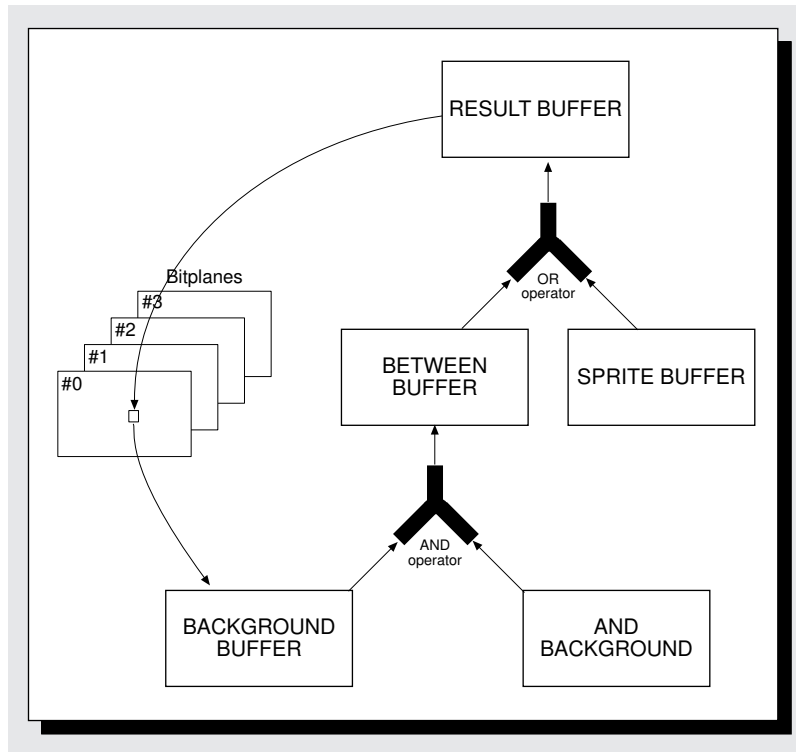 RESULT BUFFER
Bitplanes
OR
operator
#3
#2
#1
#0
BETWEEN
BUFFER
SPRITE BUFFER
AND
operator
BACKGROUND
BUFFER
AND
BACKGROUND